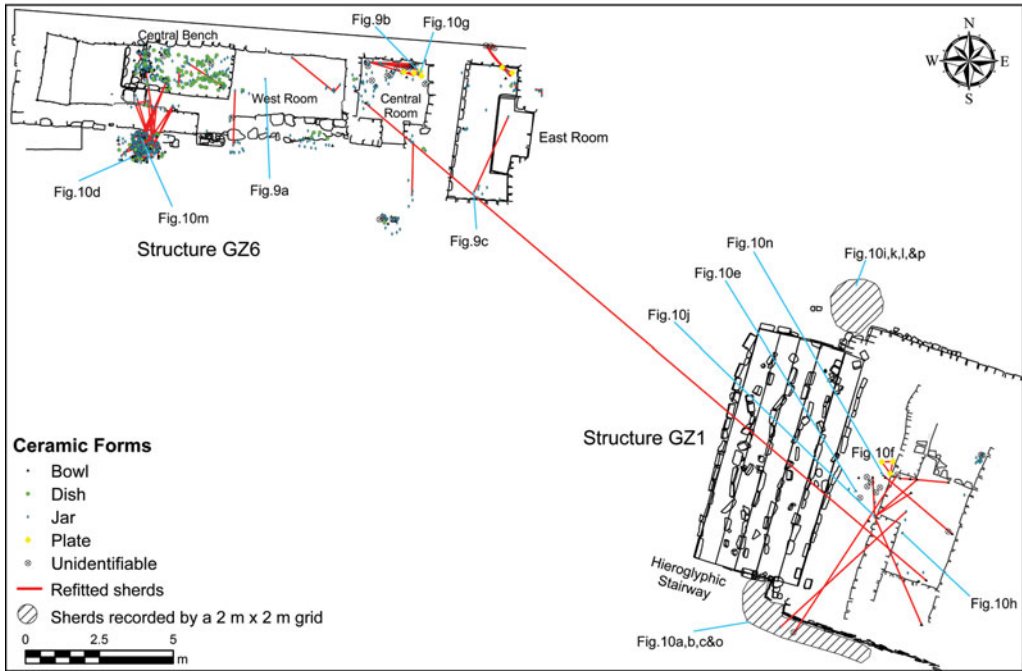 Fig.9b
Fig.10g
N
W
E
S
Central Bench
West Room
Central
Room
East Room
Fig.10d
Fig.10m
Fig.9a
Fig.9c
Structure GZ6
Fig.10n
Fig.10e
Fig.10j
Fig.10i,k,l,&p
Structure GZ1
Fig 10f
Hieroglyphic
Stairway
Fig.10h
Fig.10a,b,c&o
Ceramic Forms
Bowl
Dish
Jar
Plate
Unidentifiable
Refitted sherds
Sherds recorded by a 2 m x 2 m grid
0 2.5 5
m